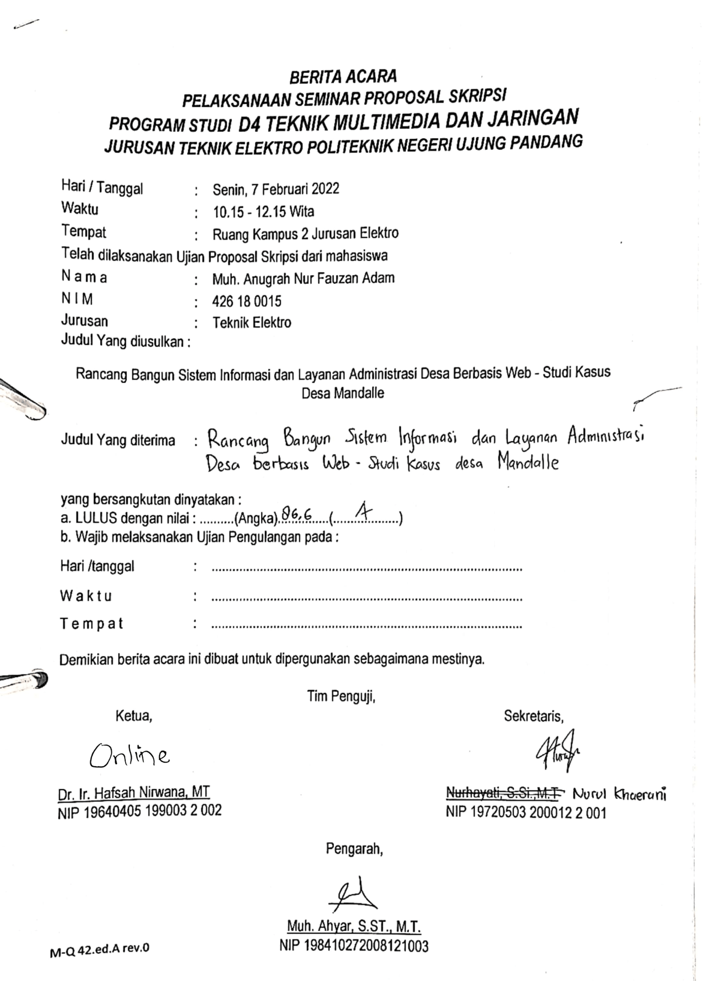 BERITA ACARA
PELAKSANAAN SEMINAR PROPOSAL SKRIPSI
PROGRAM STUDI D4 TEKNIK MULTIMEDIA DAN JARINGAN
JURUSAN TEKNIK ELEKTRO POLITEKNIK NEGERI UJUNG PANDANG
Hari / Tanggal : Senin, 7 Februari 2022
Waktu : 10.15 - 12.15 Wita
Tempat : Ruang Kampus 2 Jurusan Elektro
Telah dilaksanakan Ujian Proposal Skripsi dari mahasiswa
N a m a : Muh. Anugrah Nur Fauzan Adam
N I M : 426 18 0015
Jurusan : Teknik Elektro
Judul Yang diusulkan :
Rancang Bangun Sistem Informasi dan Layanan Administrasi Desa Berbasis Web - Studi Kasus
Desa Mandalle
Judul Yang diterima : Rancang Bangun Sistem Informasi dan Layanan Administrasi
Desa berbasis Web - Studi Kasus desa Mandalle
yang bersangkutan dinyatakan :
a. LULUS dengan nilai : ..........(Angka).86,6.....(.......A...........)
b. Wajib melaksanakan Ujian Pengulangan pada :
Hari /tanggal : ..........................................................................................
W a k t u : ..........................................................................................
T e m p a t : ..........................................................................................
Demikian berita acara ini dibuat untuk dipergunakan sebagaimana mestinya.
Tim Penguji,
Ketua, Sekretaris,
Online
Dr. Ir. Hafsah Nirwana, MT Nurhayati, S.Si.,M.T Nurul Khaerani
NIP 19640405 199003 2 002 NIP 19720503 200012 2 001
Pengarah,
Muh. Ahyar, S.ST., M.T.
NIP 198410272008121003
M-Q 42.ed.A rev.0